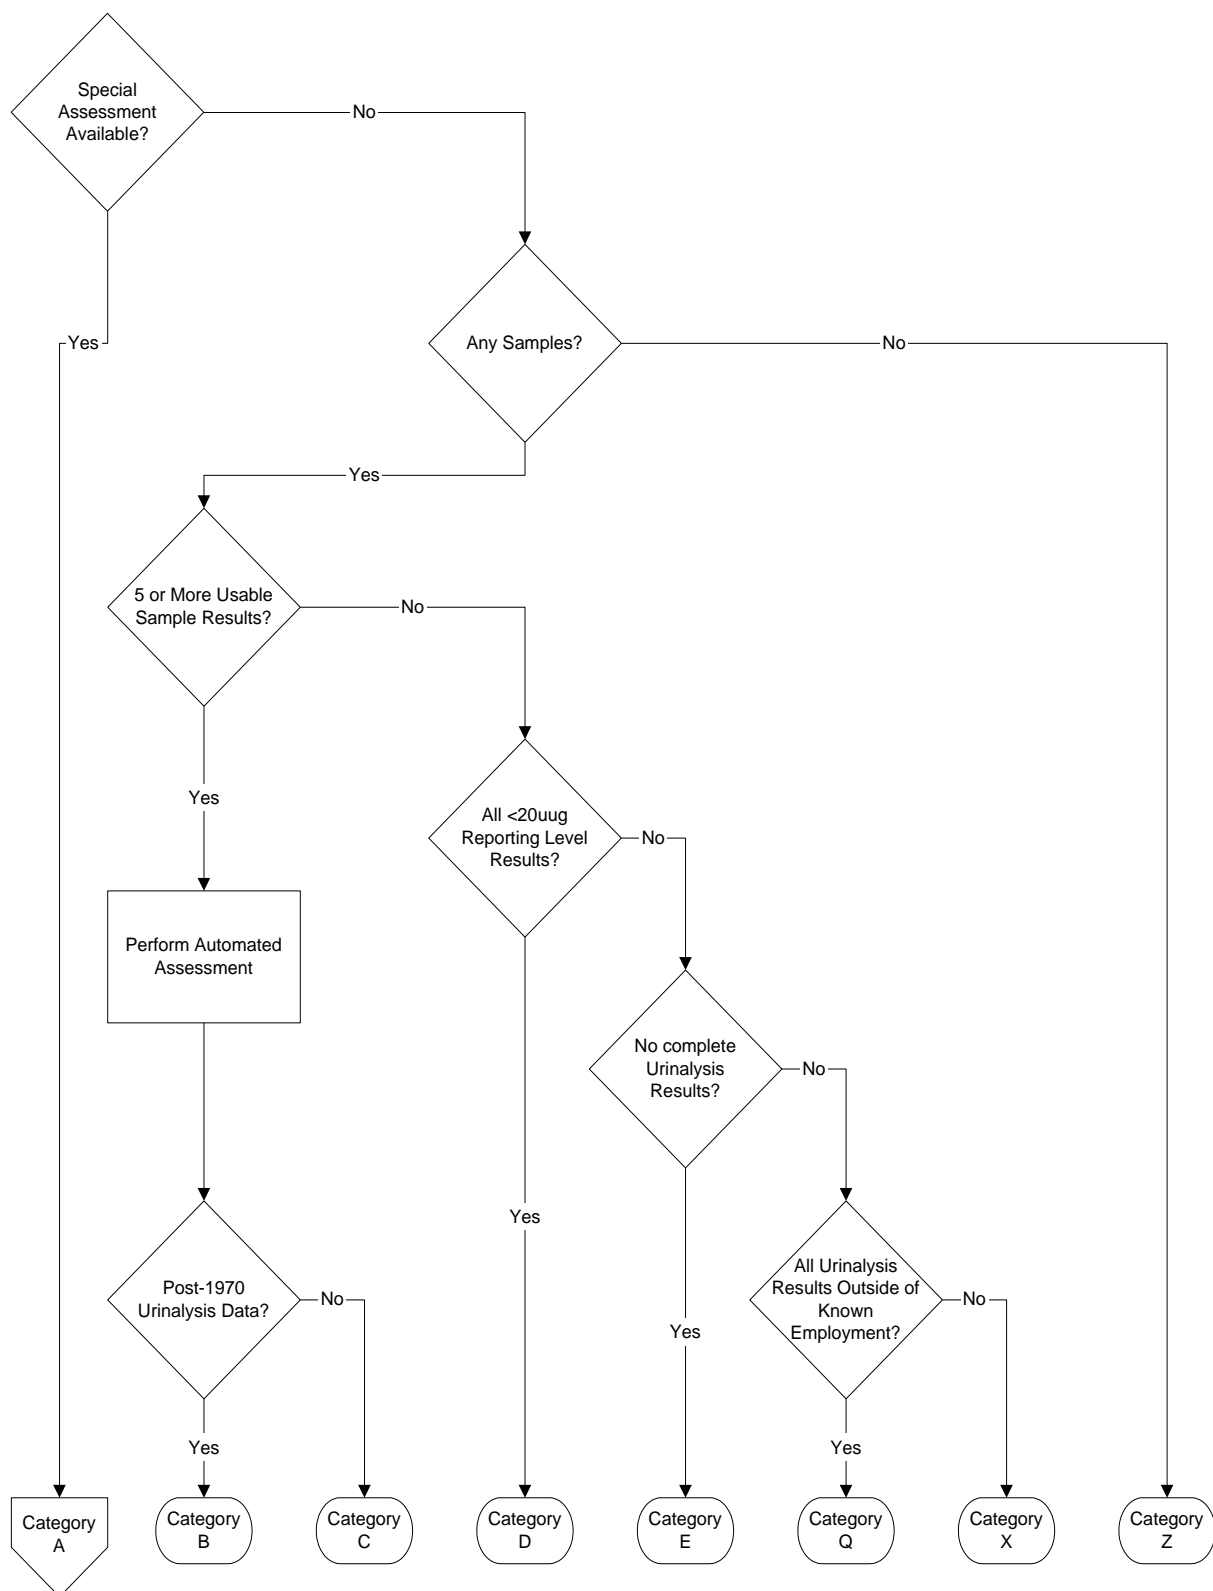 Special
Assessment
Available?
No
Yes
Any Samples?
No
Yes
5 or More Usable
Sample Results?
No
Yes
All <20uug
Reporting Level
Results?
No
Perform Automated
Assessment
No complete
Urinalysis
Results?
No
Yes
Post-1970
Urinalysis Data?
No
All Urinalysis
Results Outside of
Known
Employment?
No
Yes
Yes
Yes
Category
A
Category
B
Category
C
Category
D
Category
E
Category
Q
Category
X
Category
Z